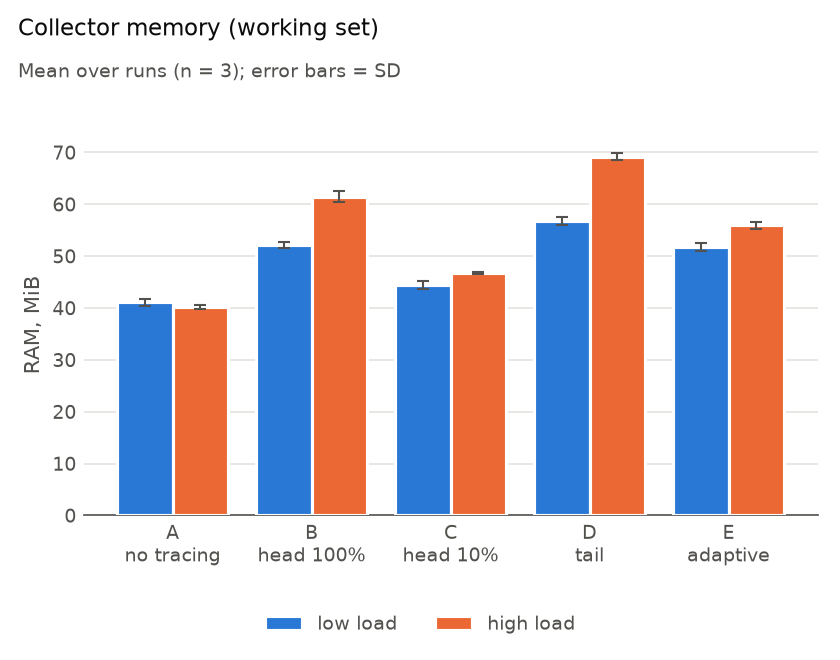 Collector memory (working set)
Mean over runs (n = 3); error bars = SD
RAM, MiB
70
60
50
40
30
20
10
0
A
no tracing
B
head 100%
C
head 10%
D
tail
E
adaptive
low load
high load